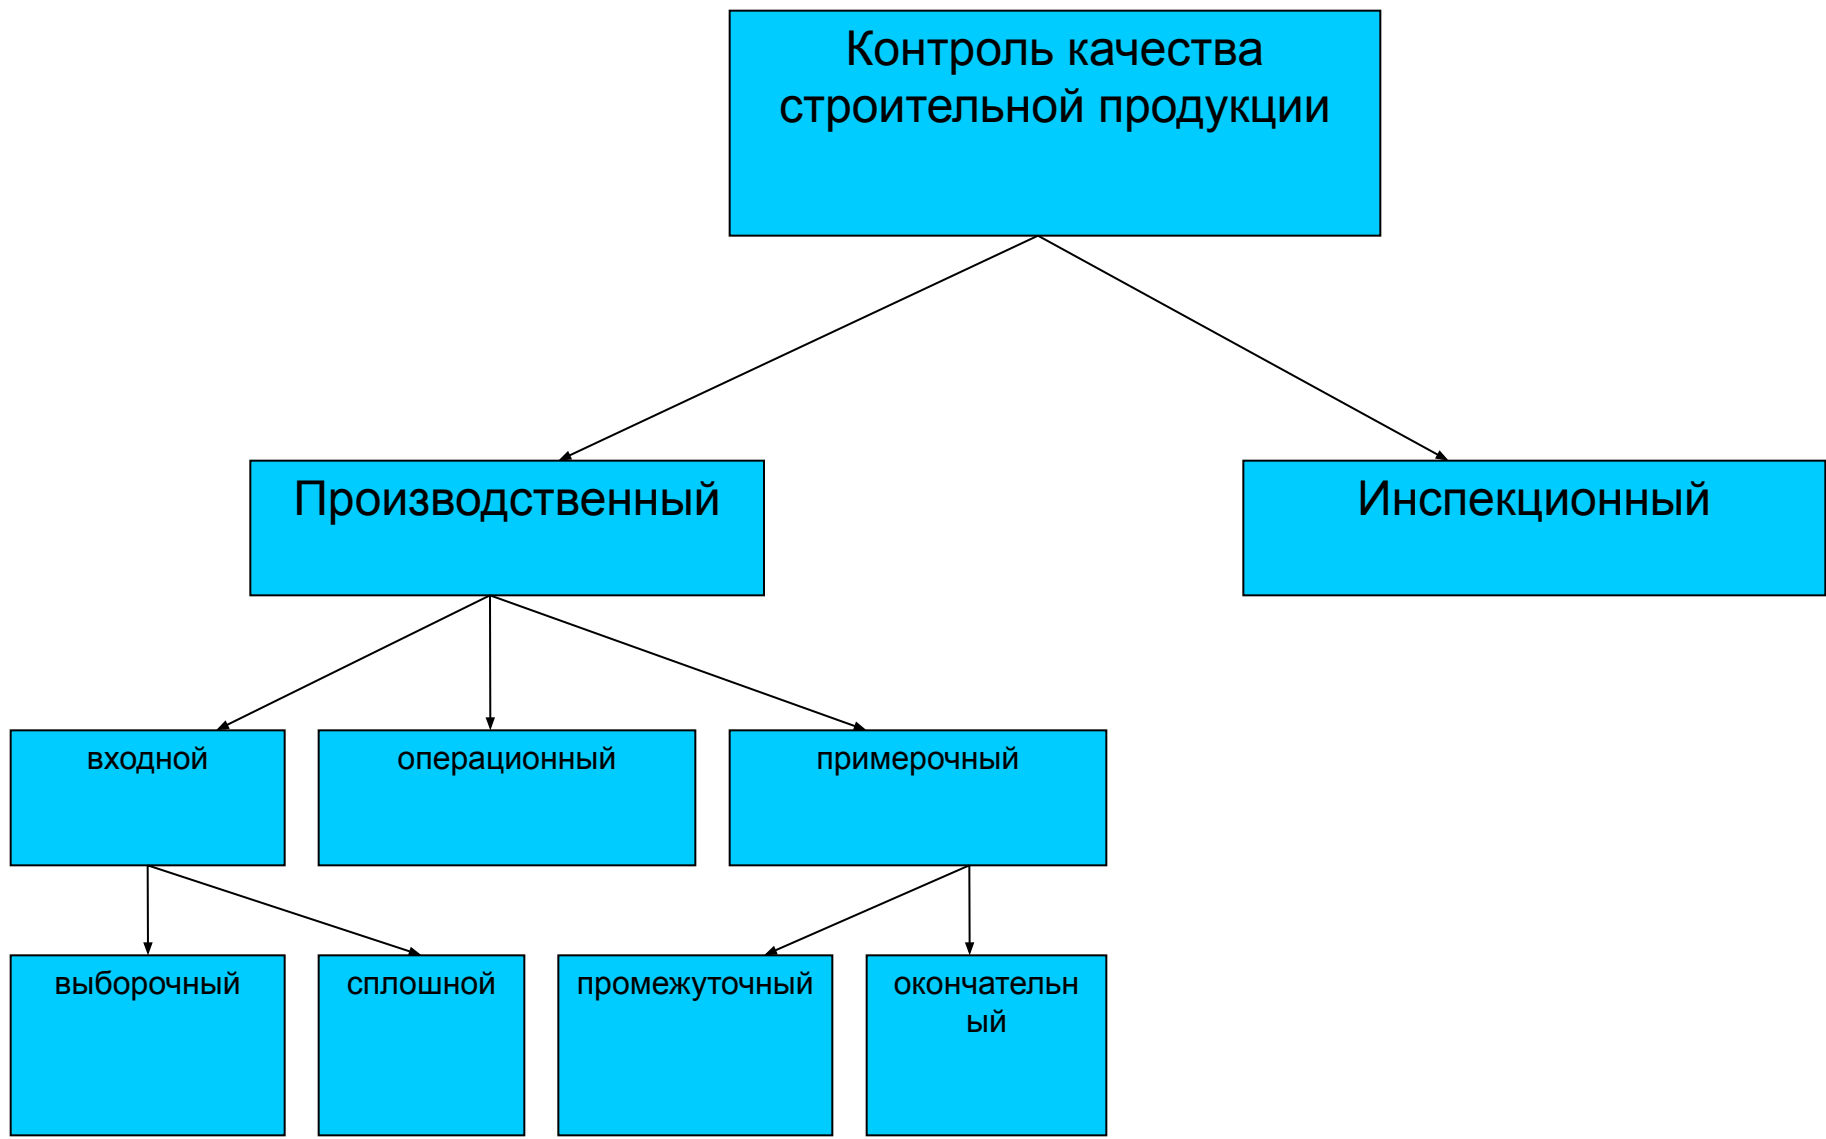 Контроль качества
строительной продукции
Производственный
Инспекционный
входной
операционный
примерочный
выборочный
сплошной
промежуточный
окончательн
ый